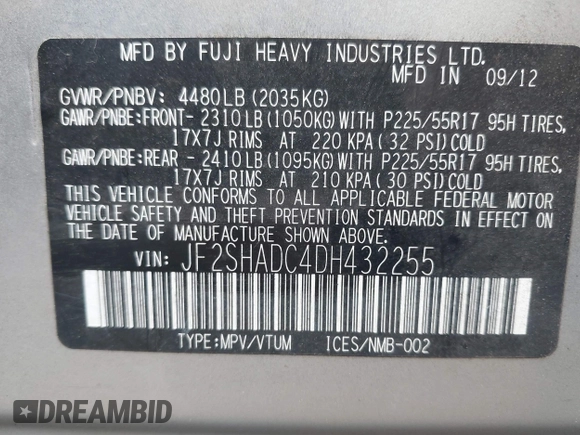 MFD BY FUJI HEAVY INDUSTRIES LTD.
MFD IN 09/12
GVWR/PNBV: 4480LB (2035KG)
GAWR/PNBE:FRONT- 2310LB (1050KG) WITH P225/55R17 95H TIRES,
17X7J RIMS AT 220 KPA (32 PSI) COLD
GAWR/PNBE:REAR - 2410LB (1095KG) WITH P225/55R17 95H TIRES,
17X7J RIMS AT 210 KPA (30 PSI) COLD
THIS VEHICLE CONFORMS TO ALL APPLICABLE FEDERAL MOTOR
VEHICLE SAFETY AND THEFT PREVENTION STANDARDS IN EFFECT ON
THE DATE OF MANUFACTURE SHOWN ABOVE.
VIN: JF2SHADC4DH432255
TYPE:MPV/VTUM ICES/NMB-002
DREAMBID